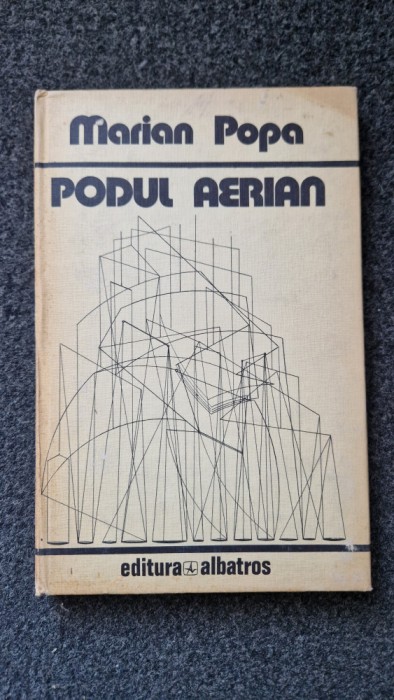 Marian Popa
PODUL AERIAN
editura albatros